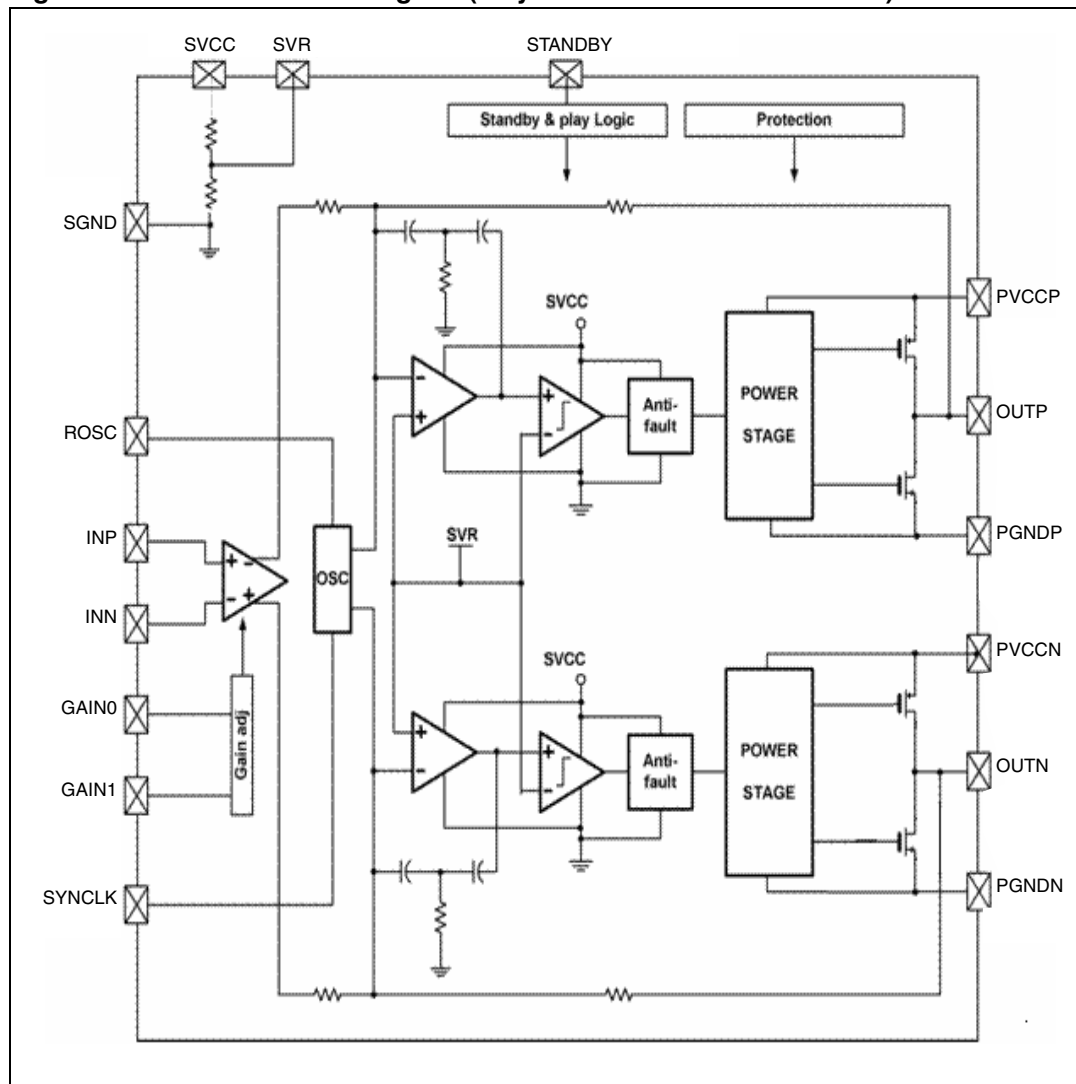 SVCC
SVR
STANDBY
Standby & play Logic
Protection
SGND
SVCC
PVCCP
- 
+
+
-
Anti-
fault
POWER
STAGE
OUTP
ROSC
INP
+ -
- +
INN
OSC
SVR
PGNDP
SVCC
PVCCN
GAIN0
GAIN1
Gain adj
+
-
+
-
Anti-
fault
POWER
STAGE
OUTN
SYNCLK
PGNDN